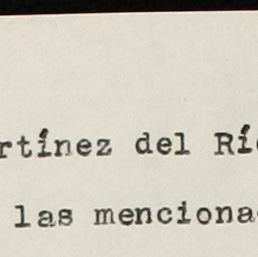 rtínez del Rí
las menciona